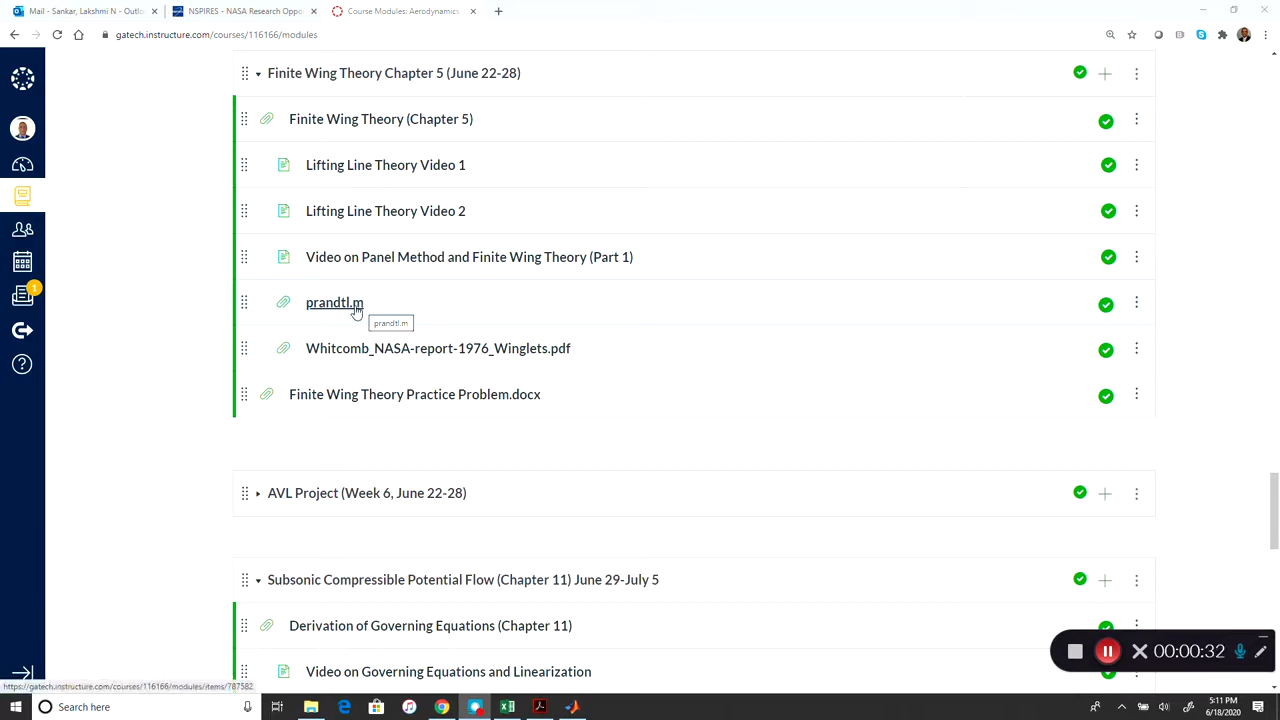 Mail - Sankar, Lakshmi N - Outlo
NSPIRES - NASA Research Oppo
Course Modules: Aerodynamics
gatech.instructure.com/courses/116166/modules
Finite Wing Theory Chapter 5 (June 22-28)
Finite Wing Theory (Chapter 5)
Lifting Line Theory Video 1
Lifting Line Theory Video 2
Video on Panel Method and Finite Wing Theory (Part 1)
1
prandtl.m
prandtl.m
Whitcomb_NASA-report-1976_Winglets.pdf
Finite Wing Theory Practice Problem.docx
AVL Project (Week 6, June 22-28)
Subsonic Compressible Potential Flow (Chapter 11) June 29-July 5
Derivation of Governing Equations (Chapter 11)
00:00:32
Video on Governing Equations and Linearization
https://gatech.instructure.com/courses/116166/modules/items/787582
Search here
5:11 PM
6/18/2020